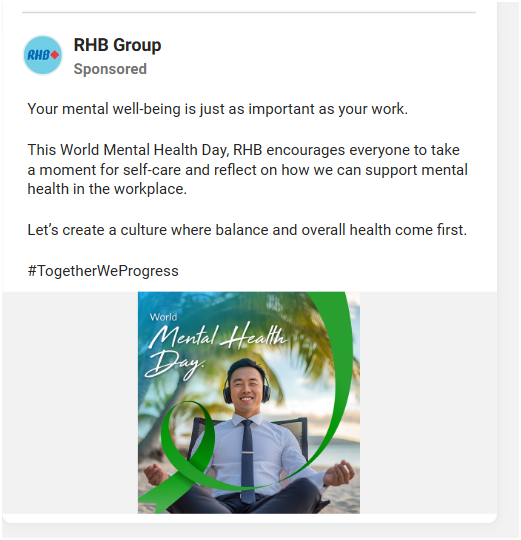 RHB
RHB Group
Sponsored
Your mental well-being is just as important as your work.
This World Mental Health Day, RHB encourages everyone to take
a moment for self-care and reflect on how we can support mental
health in the workplace.
Let’s create a culture where balance and overall health come first.
#TogetherWeProgress
World
Mental Health
Day.